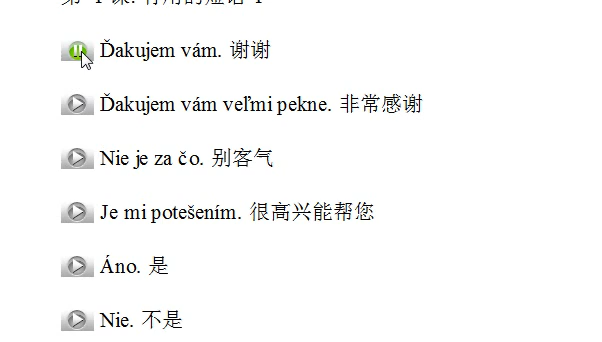 Ďakujem vám. 谢谢
Ďakujem vám veľmi pekne. 非常感谢
Nie je za čo. 别客气
Je mi potešením. 很高兴能帮您
Áno. 是
Nie. 不是